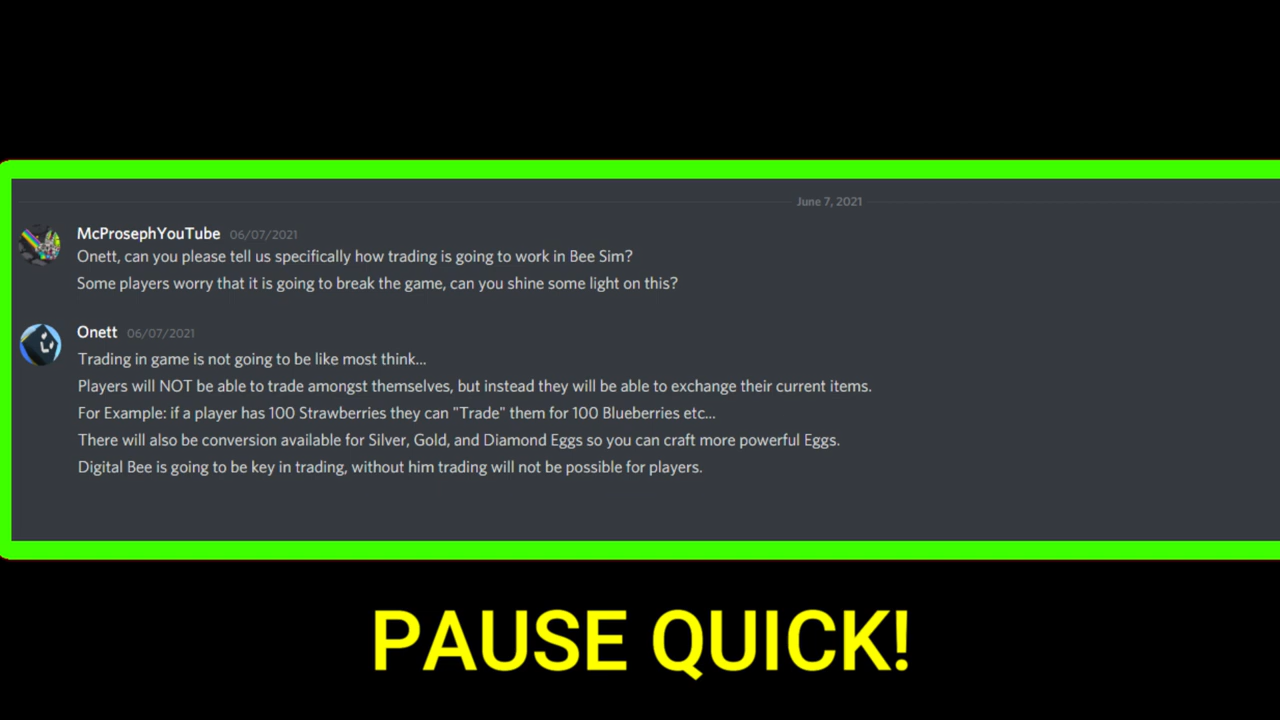 June 7, 2021
McProsephYouTube 06/07/2021
Onett, can you please tell us specifically how trading is going to work in Bee Sim?
Some players worry that it is going to break the game, can you shine some light on this?
Onett 06/07/2021
Trading in game is not going to be like most think...
Players will NOT be able to trade amongst themselves, but instead they will be able to exchange their current items.
For Example: if a player has 100 Strawberries they can "Trade" them for 100 Blueberries etc...
There will also be conversion available for Silver, Gold, and Diamond Eggs so you can craft more powerful Eggs.
Digital Bee is going to be key in trading, without him trading will not be possible for players.
PAUSE QUICK!